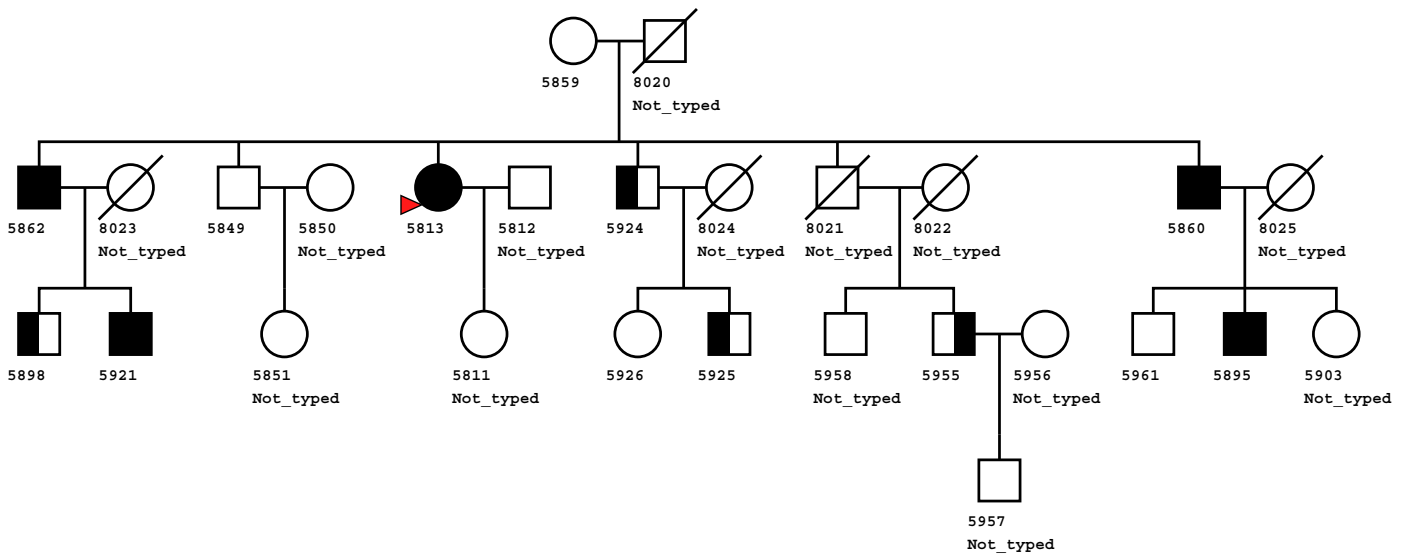 5859 8020
Not_typed
5862 8023 5849 5850 5813 5812 5924 8024 8021 8022 5860 8025
Not_typed Not_typed Not_typed Not_typed Not_typed Not_typed Not_typed
5898 5921 5851 5811 5926 5925 5958 5955 5956 5961 5895 5903
Not_typed Not_typed Not_typed Not_typed Not_typed
5957
Not_typed